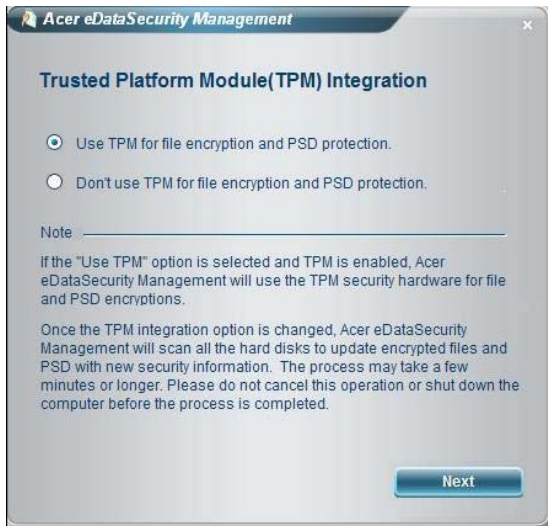 Acer eDataSecurity Management
Trusted Platform Module(TPM) Integration
Use TPM for file encryption and PSD protection.
Don't use TPM for file encryption and PSD protection.
Note
If the "Use TPM" option is selected and TPM is enabled, Acer
eDataSecurity Management will use the TPM security hardware for file
and PSD encryptions.
Once the TPM integration option is changed, Acer eDataSecurity
Management will scan all the hard disks to update encrypted files and
PSD with new security information. The process may take a few
minutes or longer. Please do not cancel this operation or shut down the
computer before the process is completed.
Next